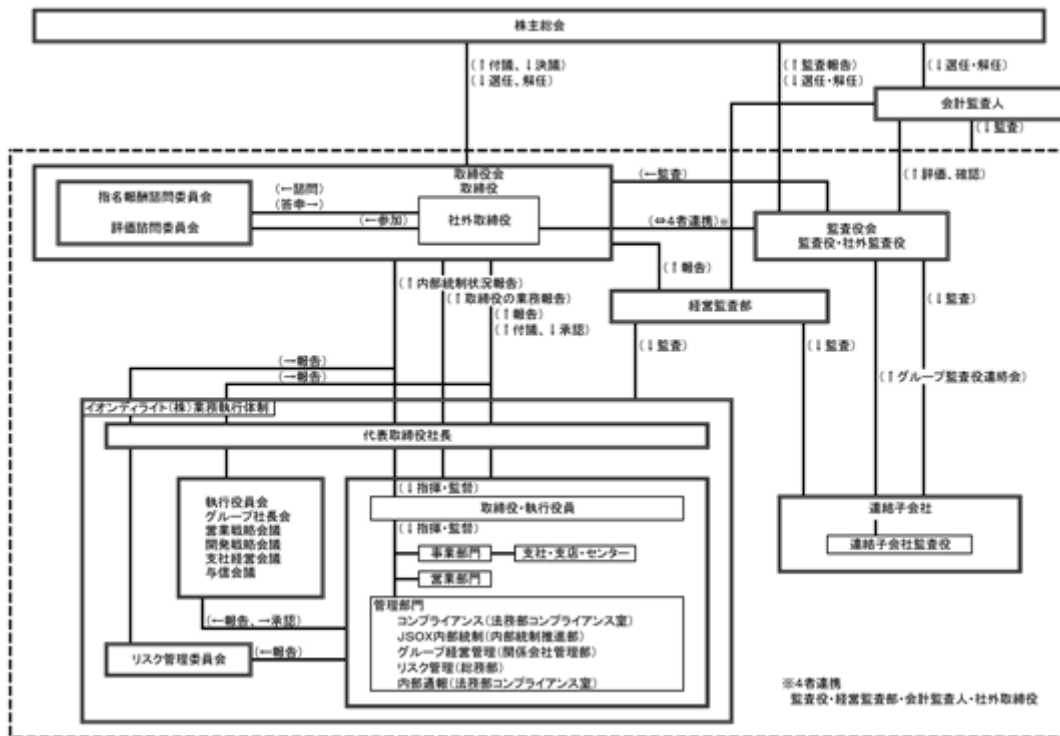 株主総会
(↑付議、↓決議)
(↓選任、解任)
(↑監査報告)
(↓選任・解任)
(↓選任・解任)
会計監査人
(↓監査)
取締役会
取締役
指名報酬諮問委員会
評価諮問委員会
(←諮問)
(答申→)
(←参加)
社外取締役
(←監査)
(⇔4者連携)※
(↑評価、確認)
監査役会
監査役・社外監査役
(↑報告)
経営監査部
(↑内部統制状況報告)
(↑取締役の業務報告)
(↑報告)
(↑付議、↓承認)
(↓監査)
(↓監査)
(↓監査)
(↑グループ監査役連絡会)
(→報告)
(→報告)
イオンディライト(株)業務執行体制
代表取締役社長
執行役員会
グループ社長会
営業戦略会議
開発戦略会議
支社経営会議
与信会議
(↓指揮・監督)
取締役・執行役員
(↓指揮・監督)
事業部門
支社・支店・センター
営業部門
管理部門
コンプライアンス(法務部コンプライアンス室)
JSOX内部統制(内部統制推進部)
グループ経営管理(関係会社管理部)
リスク管理(総務部)
内部通報(法務部コンプライアンス室)
(←報告、→承認)
リスク管理委員会
(←報告)
連結子会社
連結子会社監査役
※4者連携
監査役・経営監査部・会計監査人・社外取締役